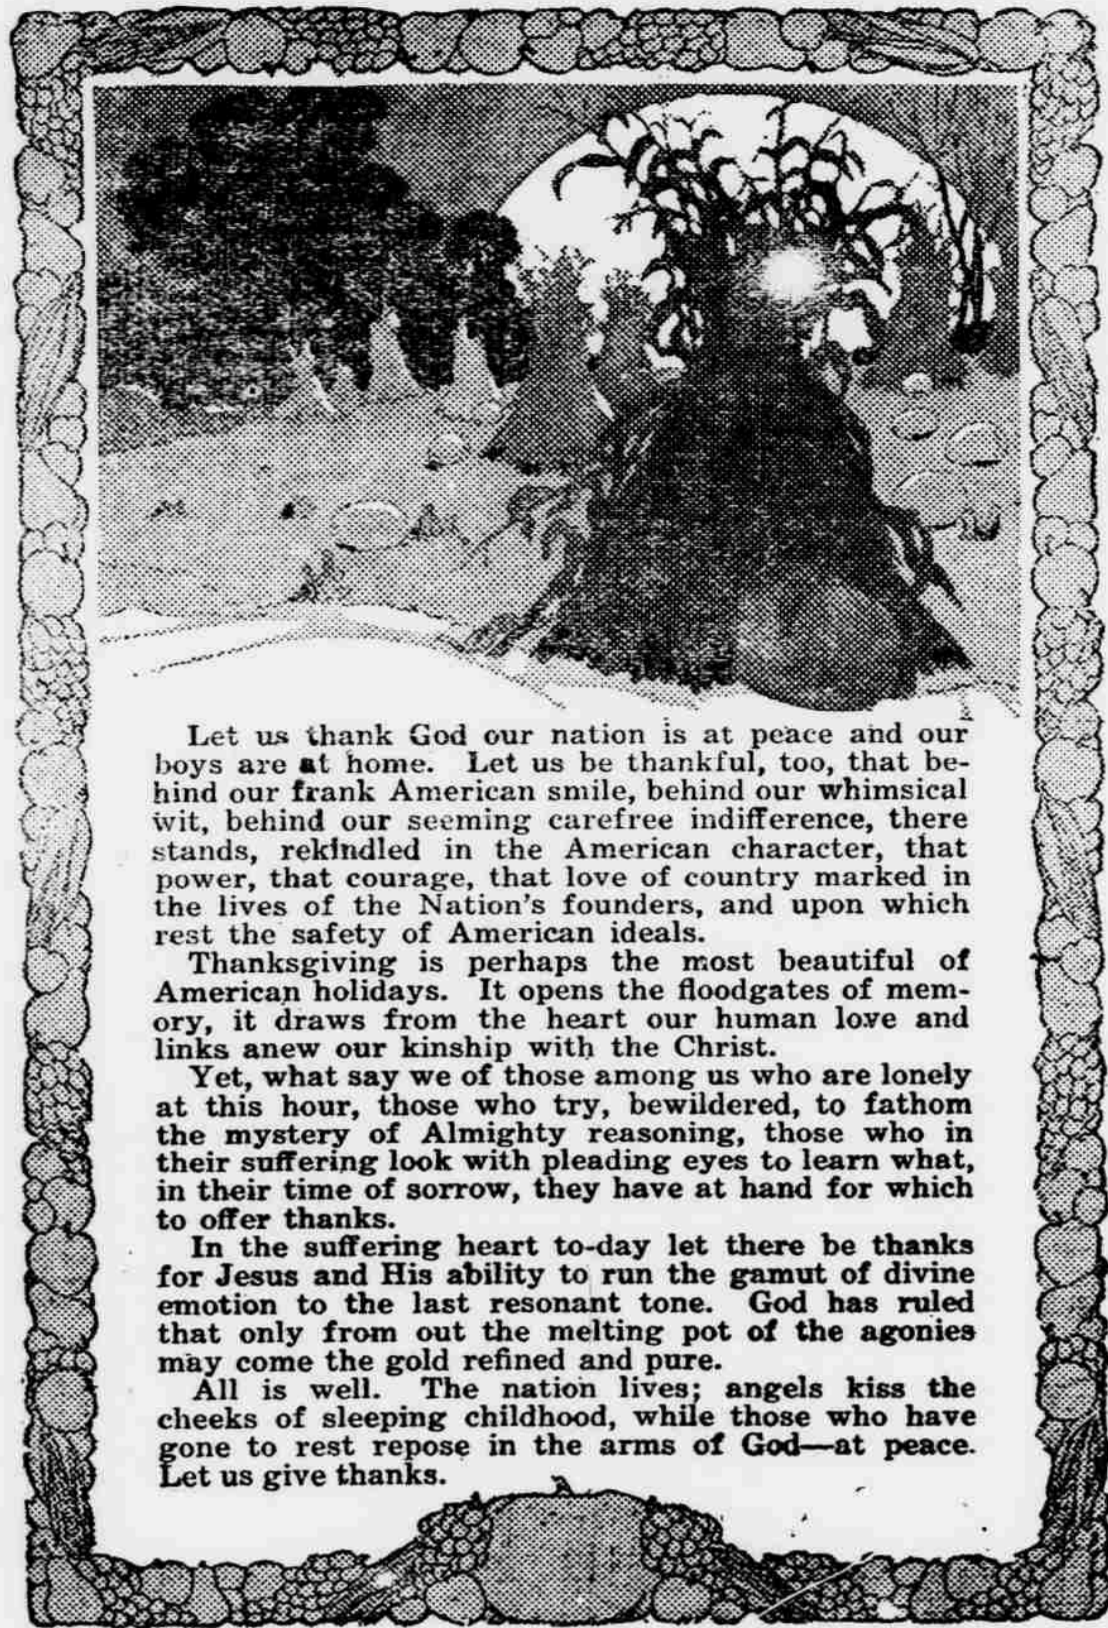 Let us thank God our nation is at peace and our
boys are at home. Let us be thankful, too, that be-
hind our frank American smile, behind our whimsical
wit, behind our seeming carefree indifference, there
stands, rekindled in the American character, that
power, that courage, that love of country marked in
the lives of the Nation's founders, and upon which
rest the safety of American ideals.
Thanksgiving is perhaps the most beautiful of
American holidays. It opens the floodgates of mem-
ory, it draws from the heart our human love and
links anew our kinship with the Christ.
Yet, what say we of those among us who are lonely
at this hour, those who try, bewildered, to fathom
the mystery of Almighty reasoning, those who in
their suffering look with pleading eyes to learn what,
in their time of sorrow, they have at hand for which
to offer thanks.
In the suffering heart to-day let there be thanks
for Jesus and His ability to run the gamut of divine
emotion to the last resonant tone. God has ruled
that only from out the melting pot of the agonies
may come the gold refined and pure.
All is well. The nation lives; angels kiss the
cheeks of sleeping childhood, while those who have
gone to rest repose in the arms of God—at peace.
Let us give thanks.